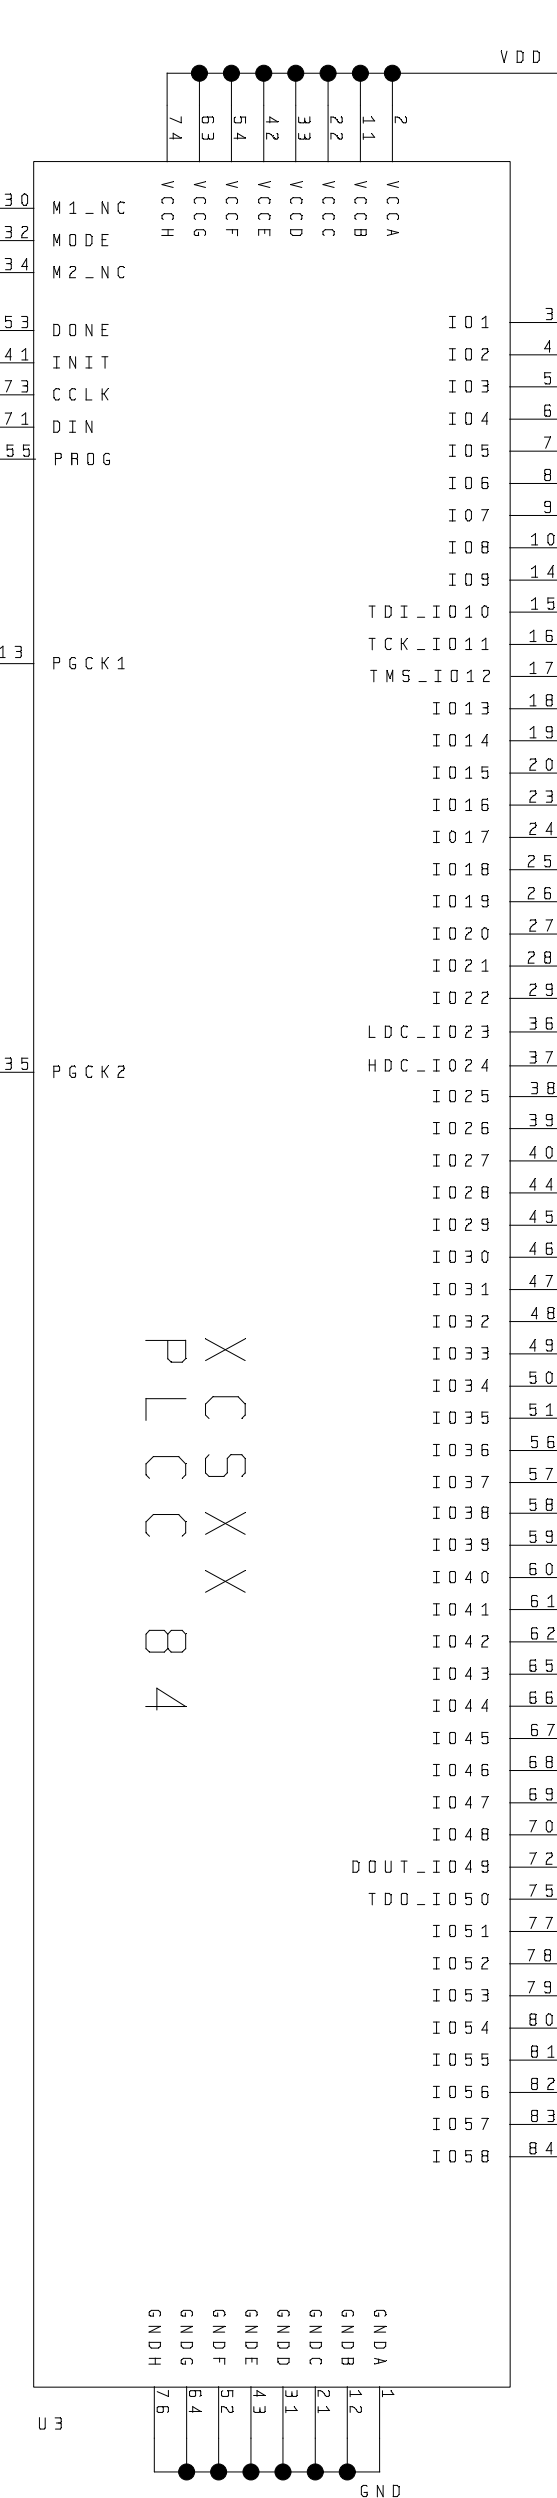 VDD
74 63 54 42 33 22 11 2
VCCH VCCG VCCF VCCE VCCD VCCC VCCB VCCA
30 M1_NC
32 MODE
34 M2_NC
53 DONE
41 INIT
73 CCLK
71 DIN
55 PROG
13 PGCK1
35 PGCK2
IO1 3
IO2 4
IO3 5
IO4 6
IO5 7
IO6 8
IO7 9
IO8 10
IO9 14
TDI_IO10 15
TCK_IO11 16
TMS_IO12 17
IO13 18
IO14 19
IO15 20
IO16 23
IO17 24
IO18 25
IO19 26
IO20 27
IO21 28
IO22 29
LDC_IO23 36
HDC_IO24 37
IO25 38
IO26 39
IO27 40
IO28 44
IO29 45
IO30 46
IO31 47
IO32 48
IO33 49
IO34 50
IO35 51
IO36 56
IO37 57
IO38 58
IO39 59
IO40 60
IO41 61
IO42 62
IO43 65
IO44 66
IO45 67
IO46 68
IO47 69
IO48 70
DOUT_IO49 72
TDO_IO50 75
IO51 77
IO52 78
IO53 79
IO54 80
IO55 81
IO56 82
IO57 83
IO58 84
XCSXX
PLCC 84
GNDH GNDG GNDF GNDE GNDD GNDC GNDB GNDA
76 64 52 43 31 21 12 1
U3
GND